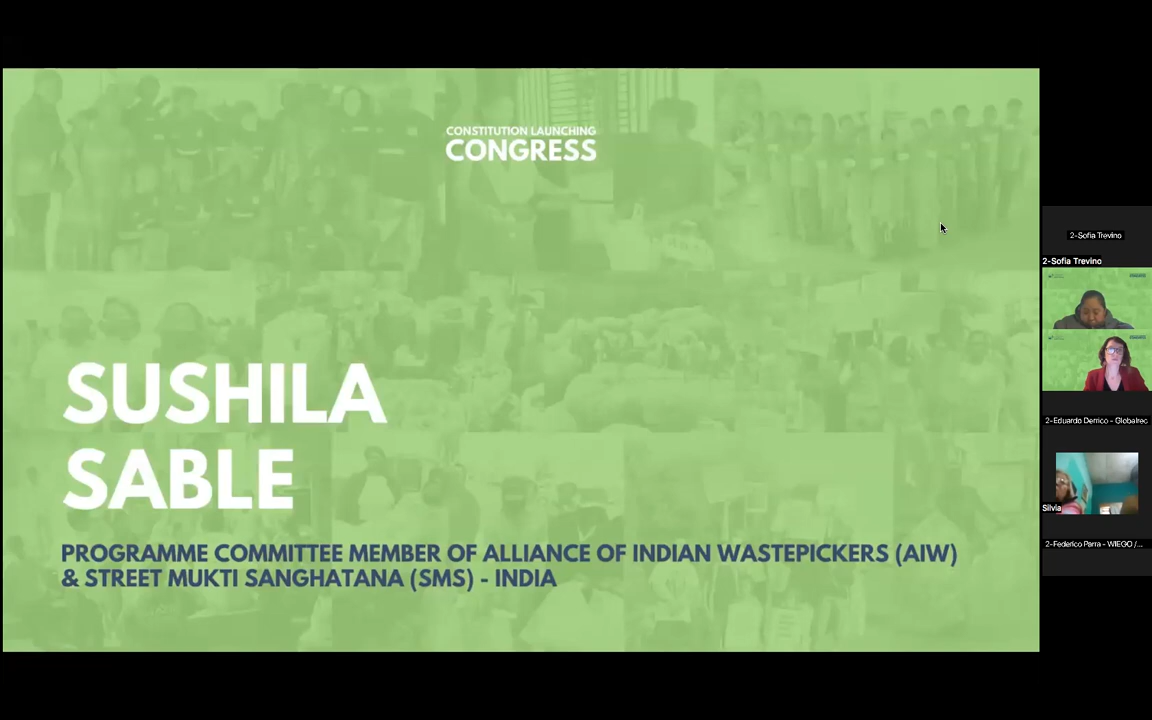 CONSTITUTION LAUNCHING
CONGRESS
SUSHILA
SABLE
PROGRAMME COMMITTEE MEMBER OF ALLIANCE OF INDIAN WASTEPICKERS (AIW)
& STREET MUKTI SANGHATANA (SMS) - INDIA
2-Sofia Trevino
2-Sofia Trevino
2-Eduardo Derrico - Globalrec
Silvia
2-Federico Parra - WIEGO /...